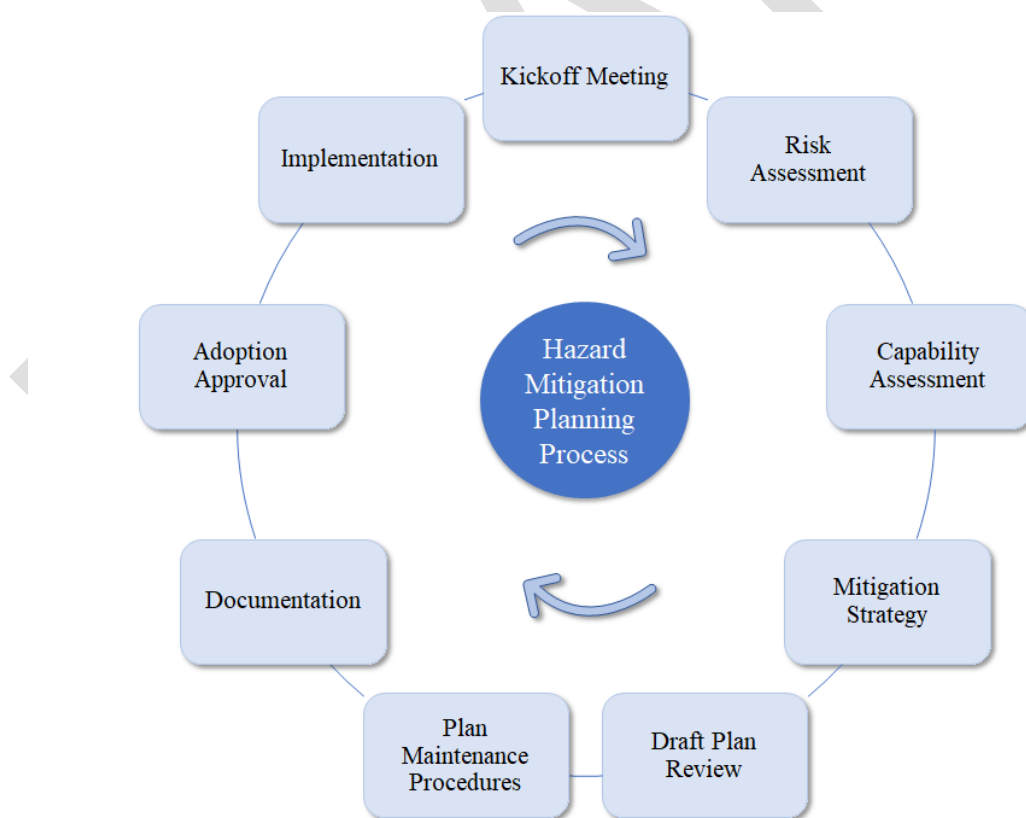 Kickoff Meeting
Risk
Assessment
Capability
Assessment
Mitigation
Strategy
Draft Plan
Review
Plan
Maintenance
Procedures
Documentation
Adoption
Approval
Implementation
Hazard
Mitigation
Planning
Process